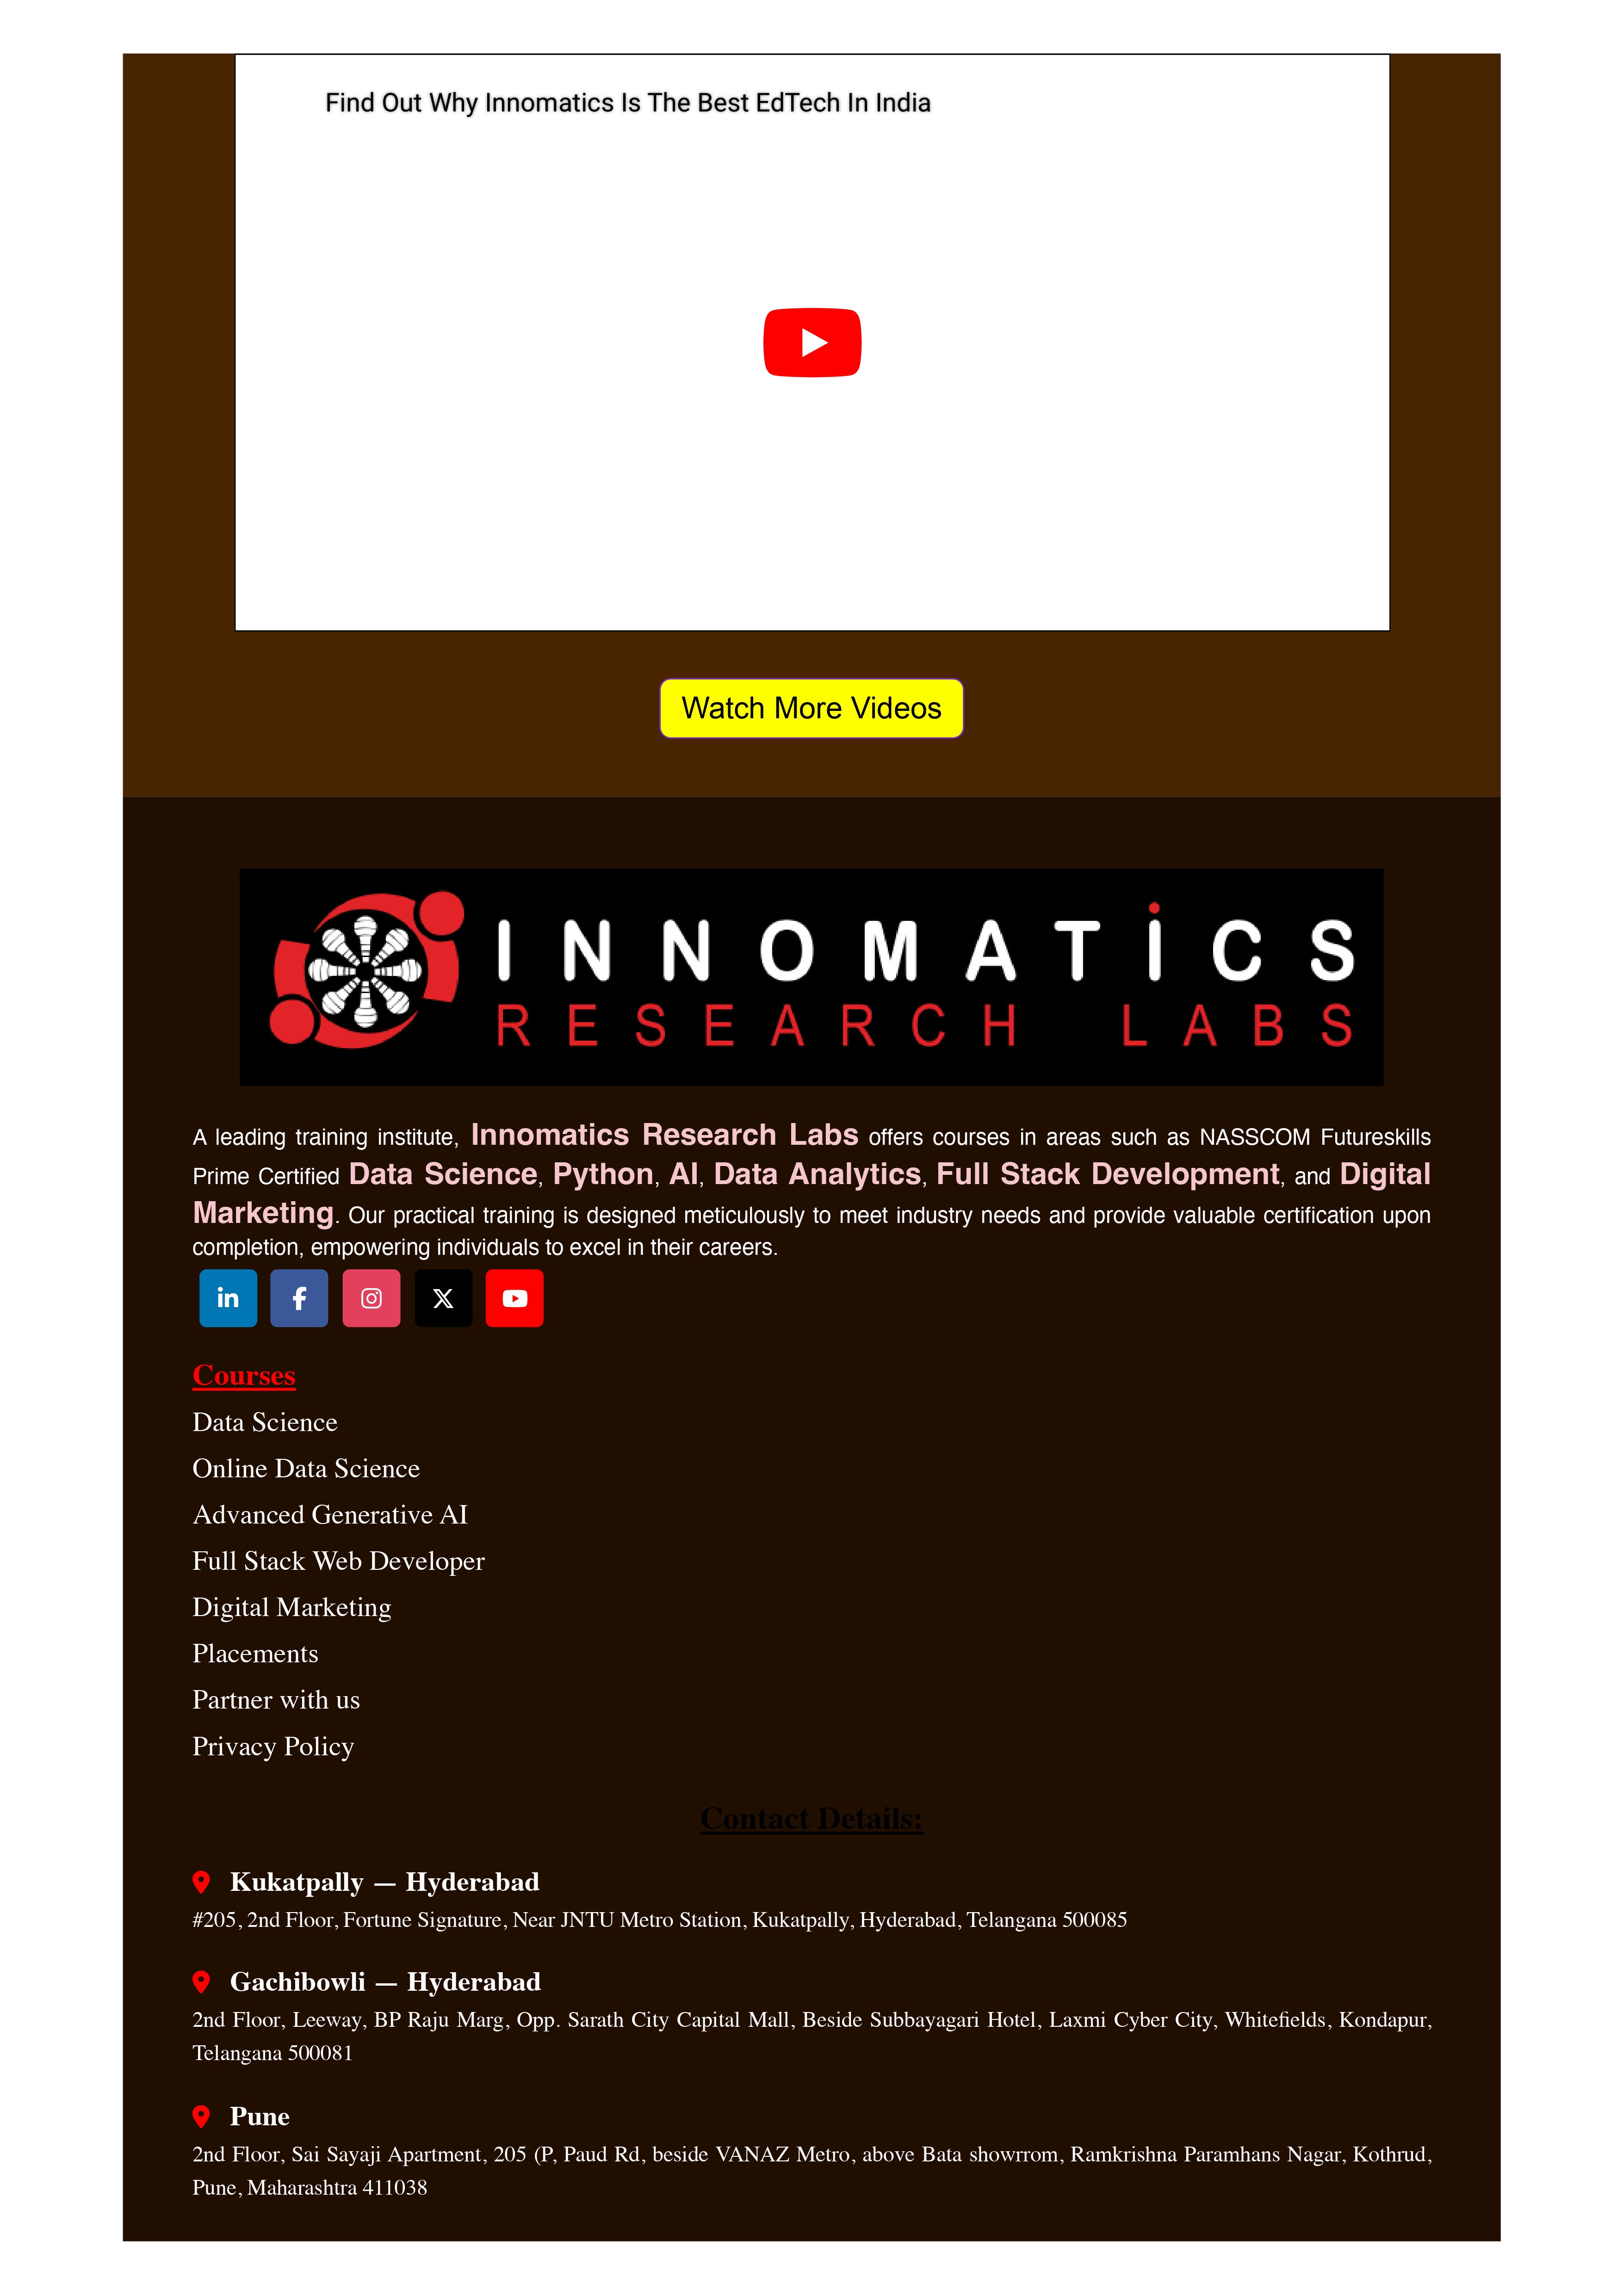 Find Out Why Innomatics Is The Best EdTech In India
Watch More Videos
INNOMATiCS
RESEARCH LABS
A leading training institute, Innomatics Research Labs offers courses in areas such as NASSCOM Futureskills
Prime Certified Data Science, Python, AI, Data Analytics, Full Stack Development, and Digital
Marketing. Our practical training is designed meticulously to meet industry needs and provide valuable certification upon
completion, empowering individuals to excel in their careers.
Courses
Data Science
Online Data Science
Advanced Generative AI
Full Stack Web Developer
Digital Marketing
Placements
Partner with us
Privacy Policy
Contact Details:
Kukatpally — Hyderabad
#205, 2nd Floor, Fortune Signature, Near JNTU Metro Station, Kukatpally, Hyderabad, Telangana 500085
Gachibowli — Hyderabad
2nd Floor, Leeway, BP Raju Marg, Opp. Sarath City Capital Mall, Beside Subbayagari Hotel, Laxmi Cyber City, Whitefields, Kondapur,
Telangana 500081
Pune
2nd Floor, Sai Sayaji Apartment, 205 (P, Paud Rd, beside VANAZ Metro, above Bata showrrom, Ramkrishna Paramhans Nagar, Kothrud,
Pune, Maharashtra 411038